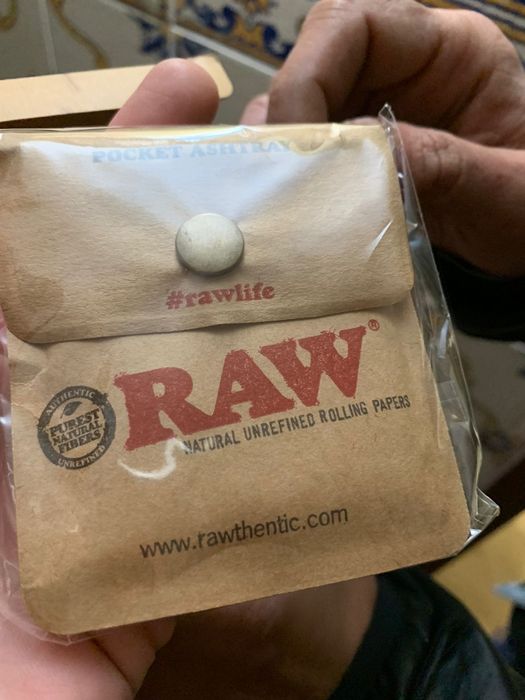 POCKET ASHTRAY
#rawlife
RAW®
NATURAL UNREFINED ROLLING PAPERS
AUTHENTIC
PUREST
NATURAL
FIBERS
UNREFINED
www.rawthentic.com